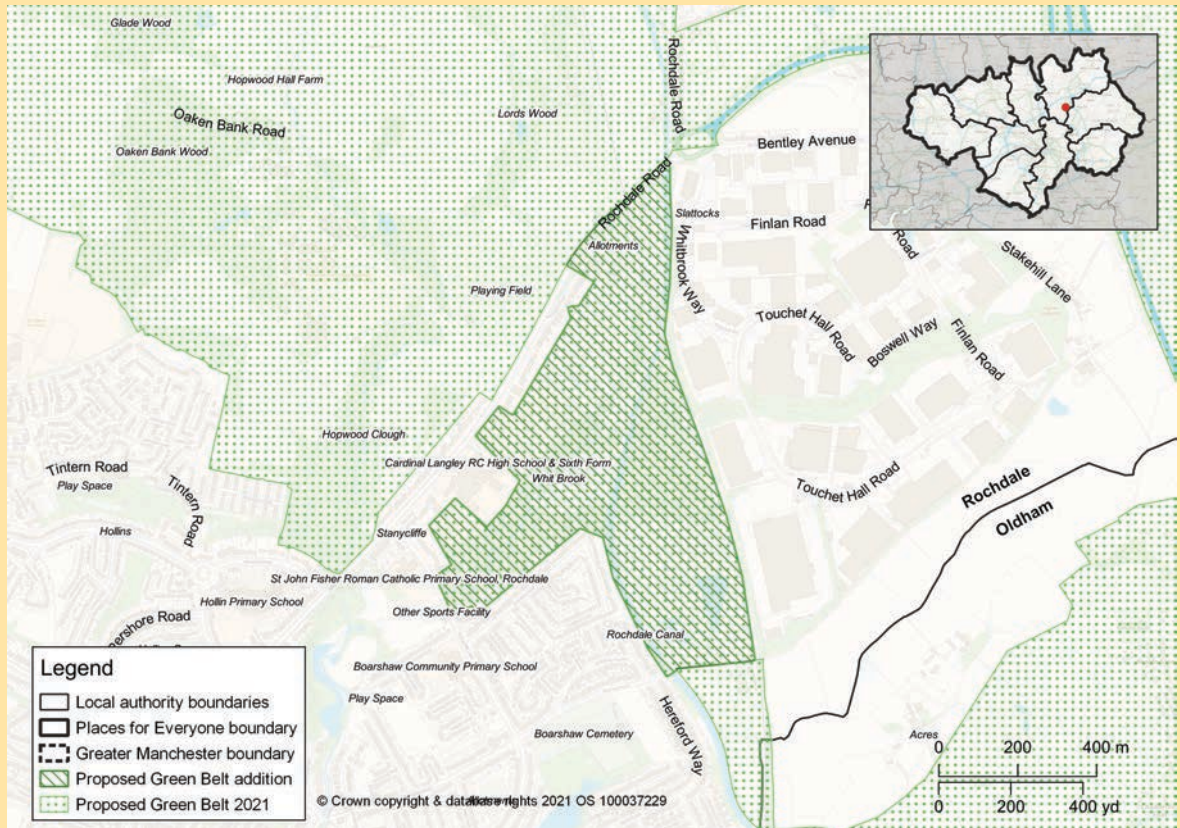 Glade Wood
Hopwood Hall Farm
Oaken Bank Road
Lords Wood
Oaken Bank Wood
Rochdale Road
Rochdale Road
Bentley Avenue
Slattocks
Finlan Road
Road
Allotments
Whitbrook Way
Stakehill Lane
Playing Field
Touchet Hall Road
Boswell Way
Finlan Road
Hopwood Clough
Cardinal Langley RC High School & Sixth Form
Whit Brook
Tintern Road
Play Space
Tintern Road
Touchet Hall Road
Rochdale
Oldham
Hollins
Stanycliffe
St John Fisher Roman Catholic Primary School, Rochdale
Hollin Primary School
Other Sports Facility
Pershore Road
Rochdale Canal
Boarshaw Community Primary School
Play Space
Hereford Way
Boarshaw Cemetery
Acres
Legend
Local authority boundaries
Places for Everyone boundary
Greater Manchester boundary
Proposed Green Belt addition
Proposed Green Belt 2021
© Crown copyright & database rights 2021 OS 100037229
0 200 400 m
0 200 400 yd